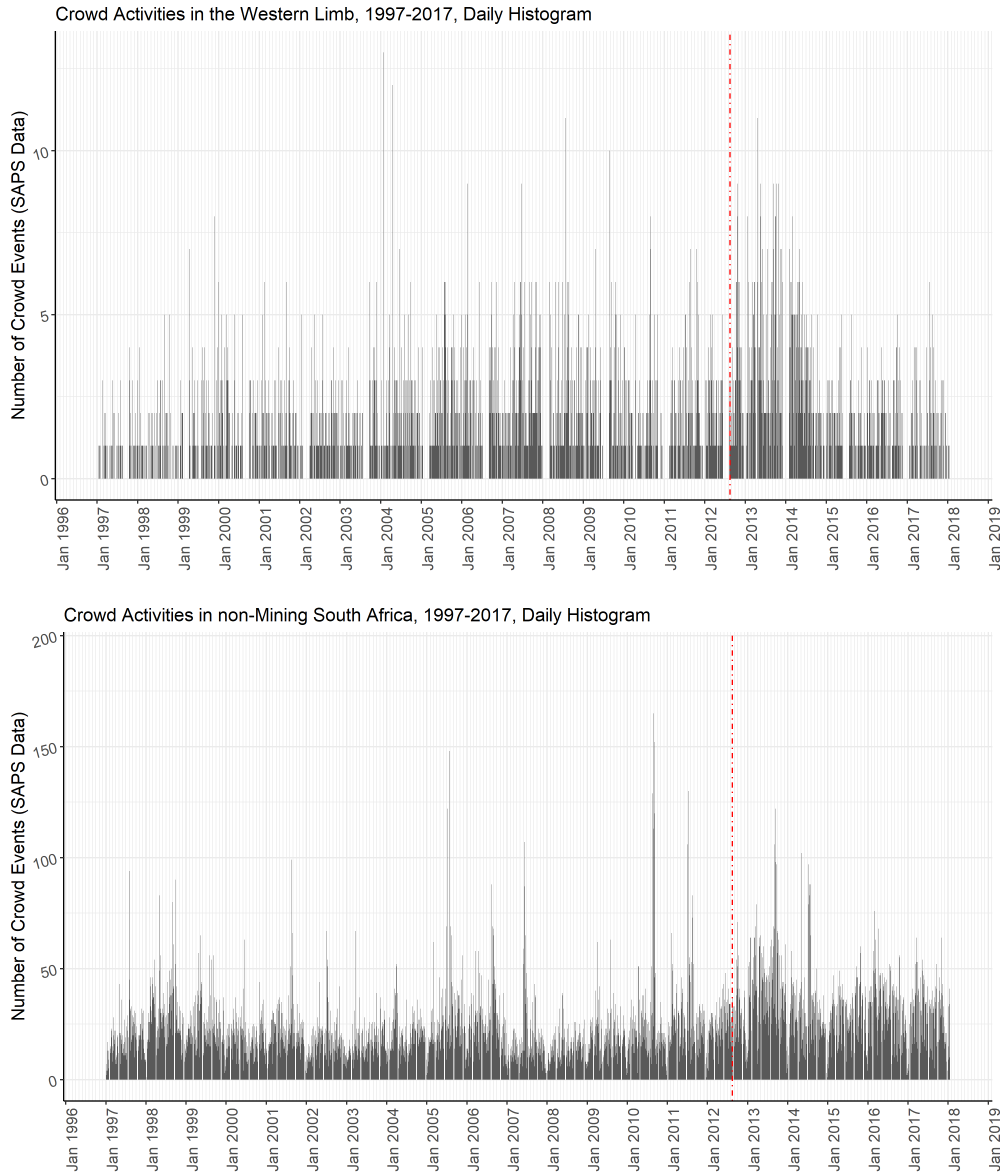 Crowd Activities in the Western Limb, 1997-2017, Daily Histogram
Number of Crowd Events (SAPS Data)
10
5
0
Jan 1996
Jan 1997
Jan 1998
Jan 1999
Jan 2000
Jan 2001
Jan 2002
Jan 2003
Jan 2004
Jan 2005
Jan 2006
Jan 2007
Jan 2008
Jan 2009
Jan 2010
Jan 2011
Jan 2012
Jan 2013
Jan 2014
Jan 2015
Jan 2016
Jan 2017
Jan 2018
Jan 2019
Crowd Activities in non-Mining South Africa, 1997-2017, Daily Histogram
Number of Crowd Events (SAPS Data)
200
150
100
50
0
Jan 1996
Jan 1997
Jan 1998
Jan 1999
Jan 2000
Jan 2001
Jan 2002
Jan 2003
Jan 2004
Jan 2005
Jan 2006
Jan 2007
Jan 2008
Jan 2009
Jan 2010
Jan 2011
Jan 2012
Jan 2013
Jan 2014
Jan 2015
Jan 2016
Jan 2017
Jan 2018
Jan 2019